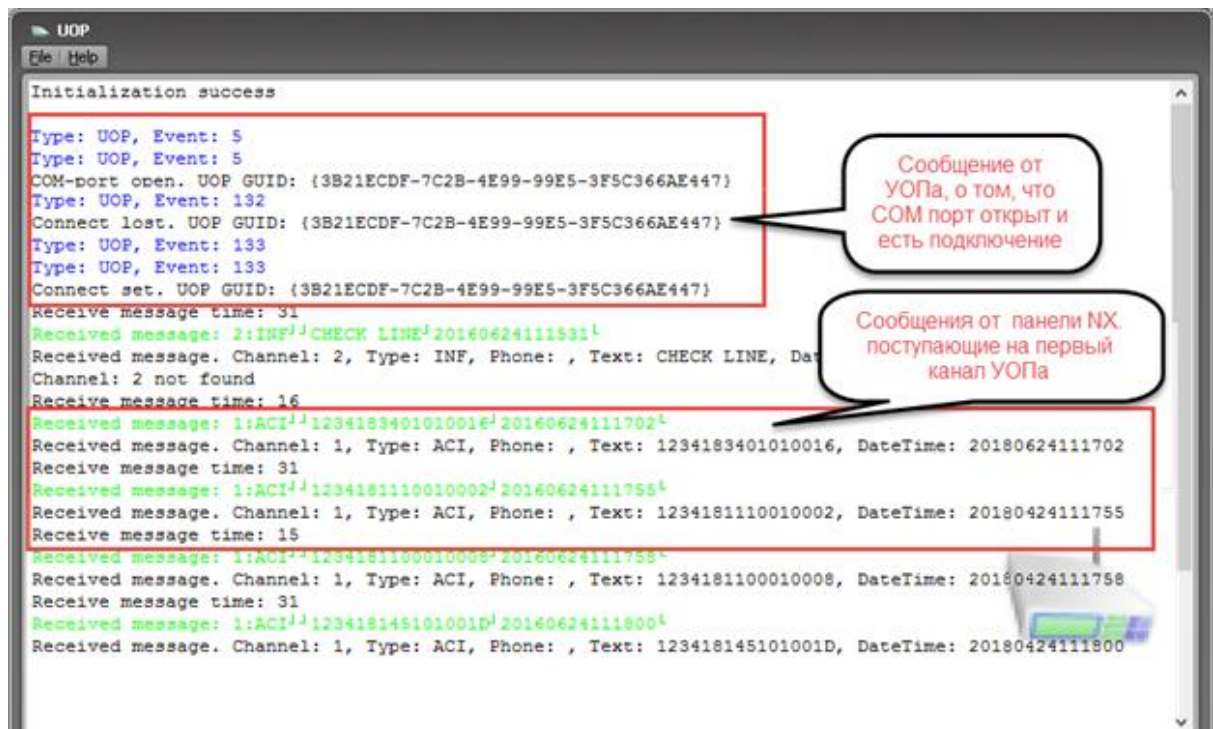 UOP
File Help
Initialization success
Type: UOP, Event: 5
Type: UOP, Event: 5
COM-port open. UOP GUID: {3B21ECDF-7C2B-4E99-99E5-3F5C366AE447}
Type: UOP, Event: 132
Connect lost. UOP GUID: {3B21ECDF-7C2B-4E99-99E5-3F5C366AE447}
Type: UOP, Event: 133
Type: UOP, Event: 133
Connect set. UOP GUID: {3B21ECDF-7C2B-4E99-99E5-3F5C366AE447}
Сообщение от
УОПа, о том, что
COM порт открыт и
есть подключение
Receive message time: 31
Received message: 2:INF┘┘CHECK LINE┘20160624111531└
Received message. Channel: 2, Type: INF, Phone: , Text: CHECK LINE, Dat
Channel: 2 not found
Receive message time: 16
Сообщения от панели NX.
поступающие на первый
канал УОПа
Received message: 1:ACI┘┘1234183401010016┘20160624111702└
Received message. Channel: 1, Type: ACI, Phone: , Text: 1234183401010016, DateTime: 20180624111702
Receive message time: 31
Received message: 1:ACI┘┘1234181110010002┘20160624111755└
Received message. Channel: 1, Type: ACI, Phone: , Text: 1234181110010002, DateTime: 20180424111755
Receive message time: 15
Received message: 1:ACI┘┘1234181100010008┘20160624111758└
Received message. Channel: 1, Type: ACI, Phone: , Text: 1234181100010008, DateTime: 20180424111758
Receive message time: 31
Received message: 1:ACI┘┘123418145101001D┘20160624111800└
Received message. Channel: 1, Type: ACI, Phone: , Text: 123418145101001D, DateTime: 20180424111800